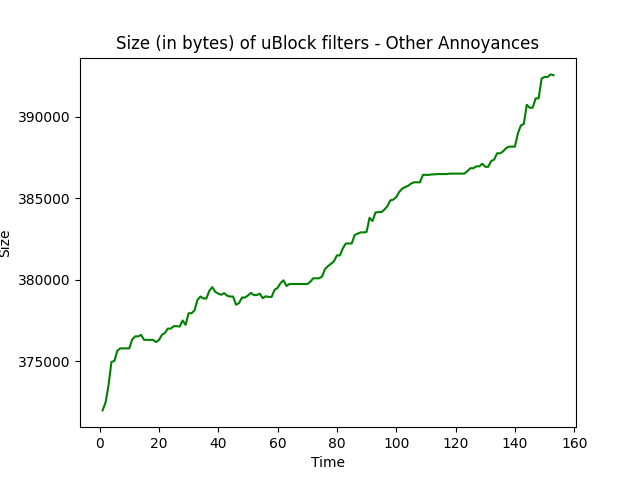 Size (in bytes) of uBlock filters - Other Annoyances
390000
385000
380000
375000
Size
0 20 40 60 80 100 120 140 160
Time